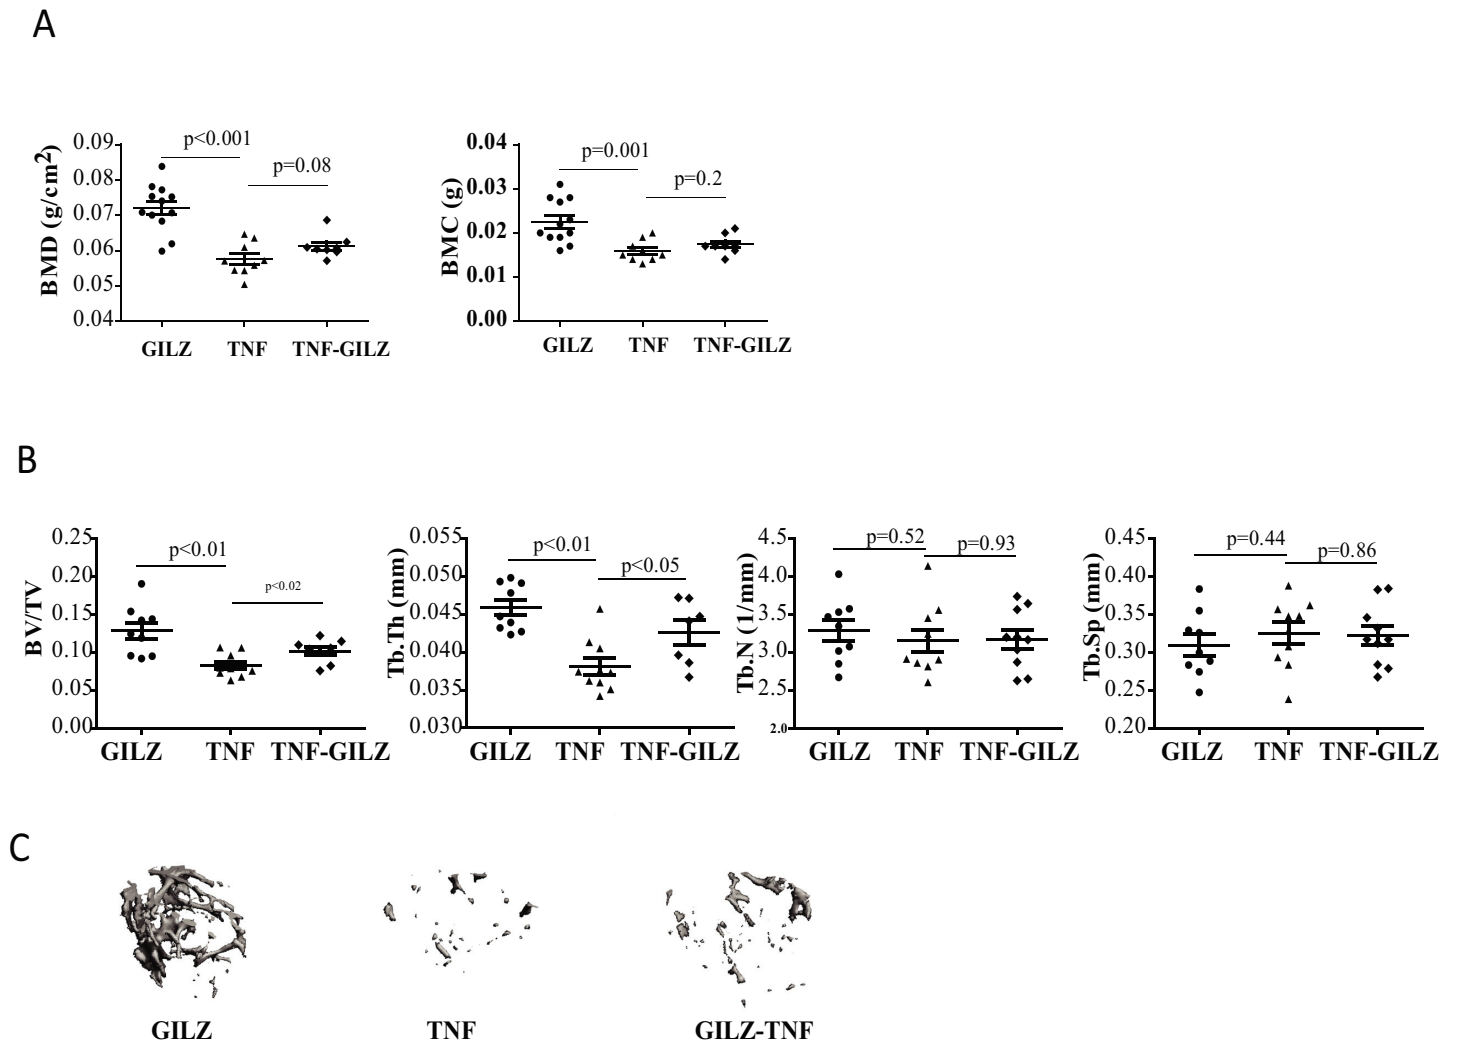 A
BMD (g/cm2)
0.09
0.08
0.07
0.06
0.05
0.04
p<0.001
p=0.08
GILZ TNF TNF-GILZ
BMC (g)
0.04
0.03
0.02
0.01
0.00
p=0.001
p=0.2
GILZ TNF TNF-GILZ
B
BV/TV
0.25
0.20
0.15
0.10
0.05
0.00
p<0.01
p<0.02
GILZ TNF TNF-GILZ
Tb.Th (mm)
0.055
0.050
0.045
0.040
0.035
0.030
p<0.01
p<0.05
GILZ TNF TNF-GILZ
Tb.N (1/mm)
4.5
4.0
3.5
3.0
2.5
2.0
p=0.52
p=0.93
GILZ TNF TNF-GILZ
Tb.Sp (mm)
0.45
0.40
0.35
0.30
0.25
0.20
p=0.44
p=0.86
GILZ TNF TNF-GILZ
C
GILZ TNF GILZ-TNF